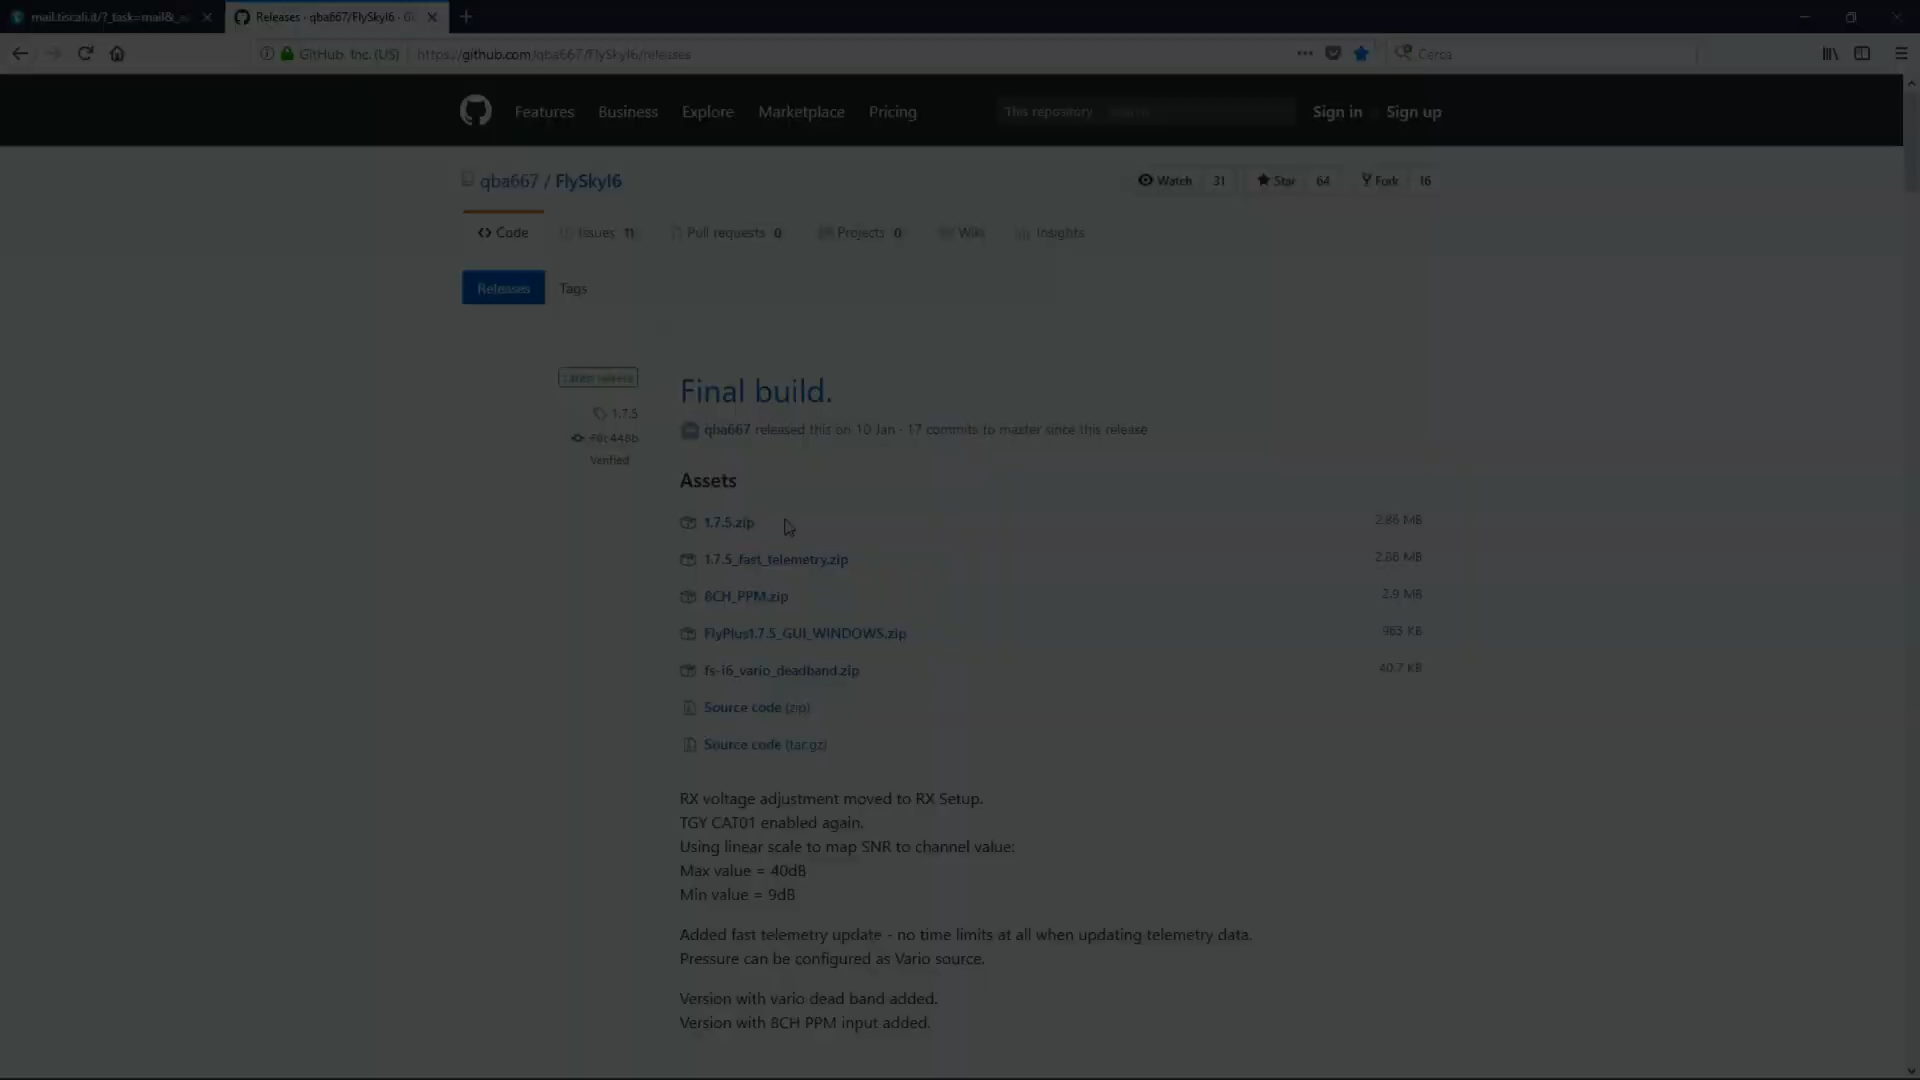 mail.tiscali.it/?_task=mail&_
Releases · qba667/FlySkyI6 · Gi
GitHub, Inc. (US)
https://github.com/qba667/FlySkyI6/releases
Cerca
Features
Business
Explore
Marketplace
Pricing
This repository
Search
Sign in
Sign up
qba667 / FlySkyI6
Watch 31
Star 64
Fork 16
Code
Issues 11
Pull requests 0
Projects 0
Wiki
Insights
Releases
Tags
Latest release
1.7.5
Verified
Final build.
qba667 released this on 10 Jan · 17 commits to master since this release
Assets
1.7.5.zip 2.86 MB
1.7.5_fast_telemetry.zip 2.86 MB
8CH_PPM.zip 2.9 MB
FlyPlus1.7.5_GUI_WINDOWS.zip 963 KB
fs-i6_vario_deadband.zip 40.7 KB
Source code (zip)
Source code (tar.gz)
RX voltage adjustment moved to RX Setup.
TGY CAT01 enabled again.
Using linear scale to map SNR to channel value:
Max value = 40dB
Min value = 9dB
Added fast telemetry update - no time limits at all when updating telemetry data.
Pressure can be configured as Vario source.
Version with vario dead band added.
Version with 8CH PPM input added.